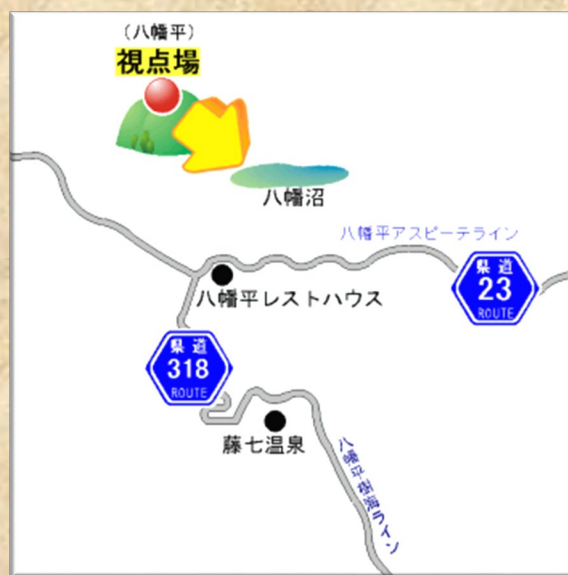 （八幡平）
視点場
八幡沼
八幡平アスピーテライン
県道
23
ROUTE
八幡平レストハウス
県道
318
ROUTE
藤七温泉
八幡平樹海ライン